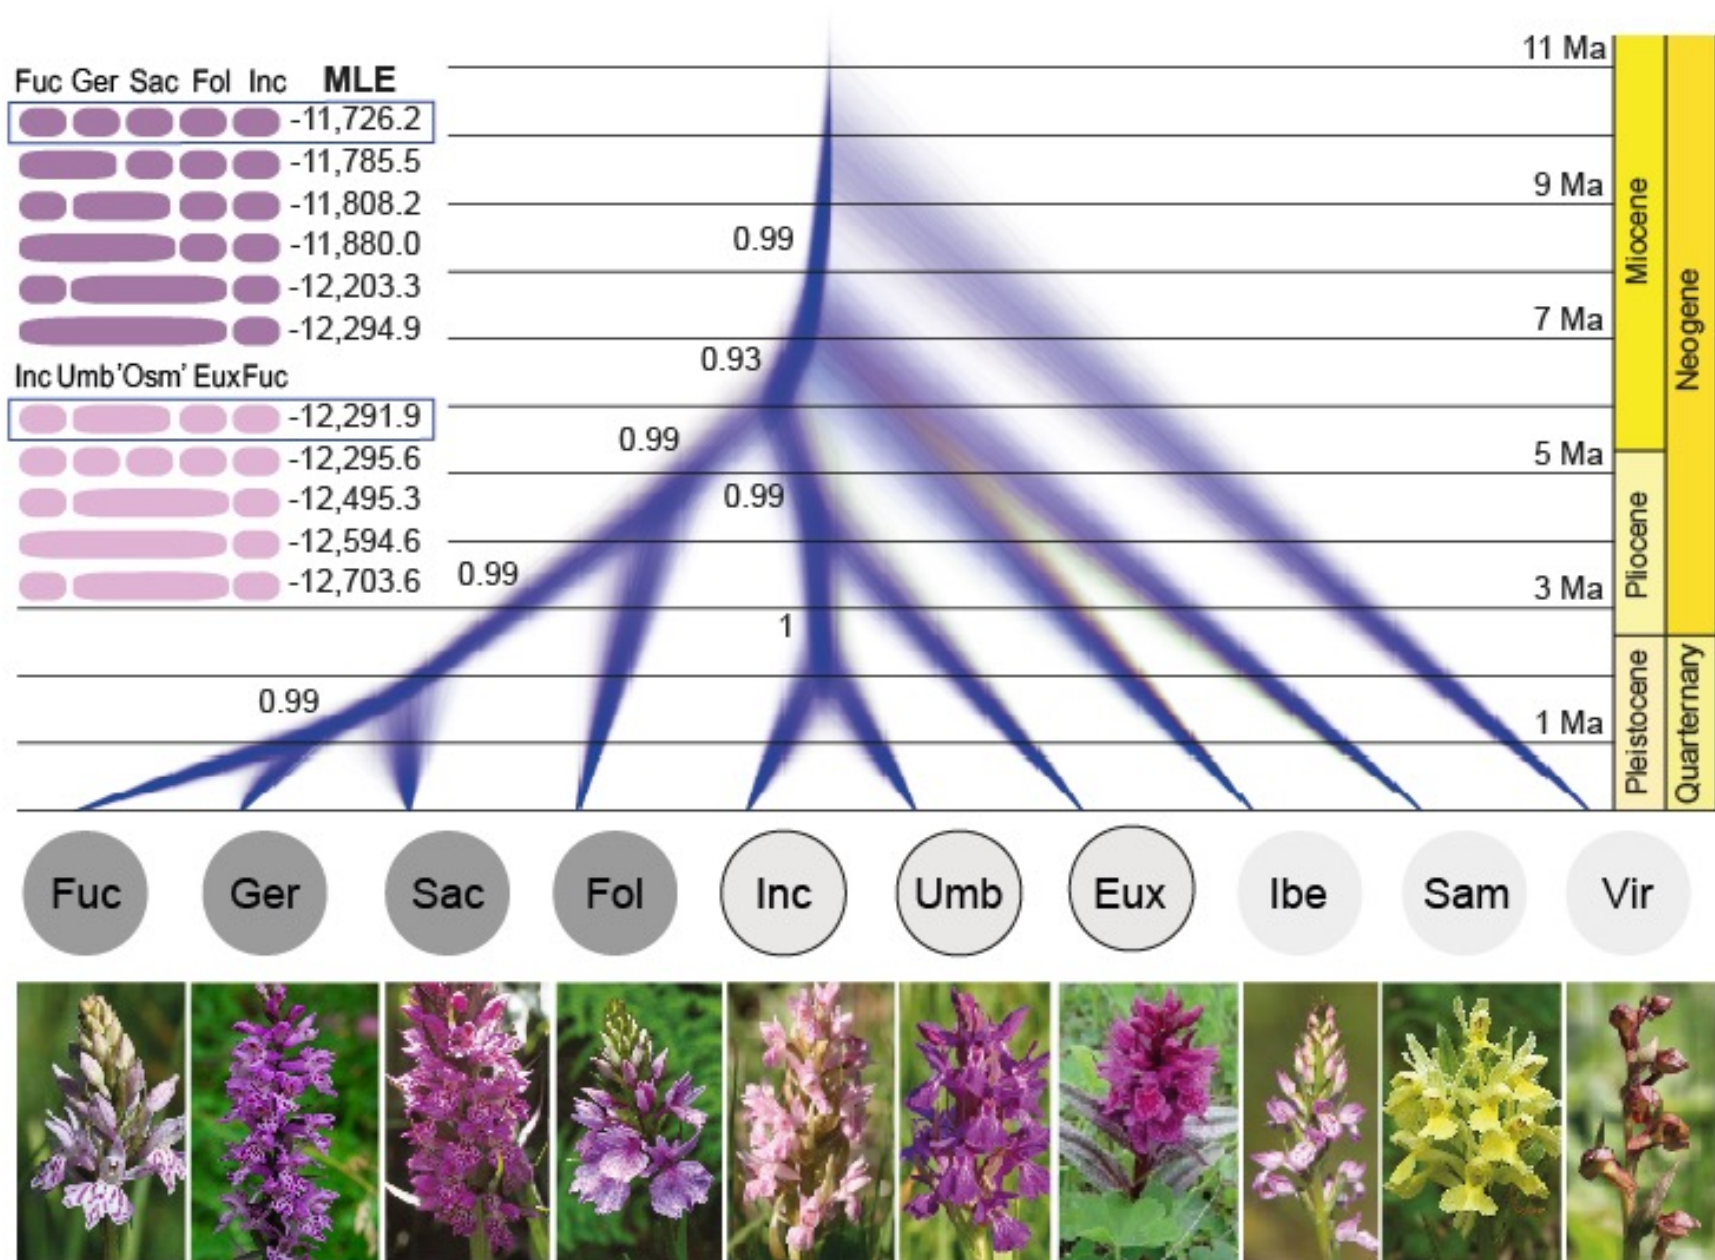 11 Ma
Fuc Ger Sac Fol Inc MLE
-11,726.2
-11,785.5
9 Ma
-11,808.2
0.99
-11,880.0
-12,203.3
7 Ma
-12,294.9
0.93
Inc Umb 'Osm' Eux Fuc
-12,291.9
0.99
-12,295.6
5 Ma
-12,495.3
0.99
-12,594.6
-12,703.6
0.99
3 Ma
1
0.99
1 Ma
Miocene
Pliocene
Pleistocene
Neogene
Quarternary
Fuc Ger Sac Fol Inc Umb Eux Ibe Sam Vir